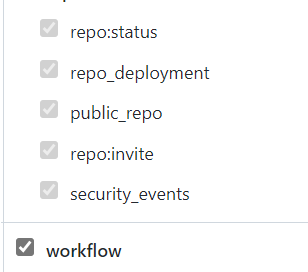 repo:status
repo_deployment
public_repo
repo:invite
security_events
workflow